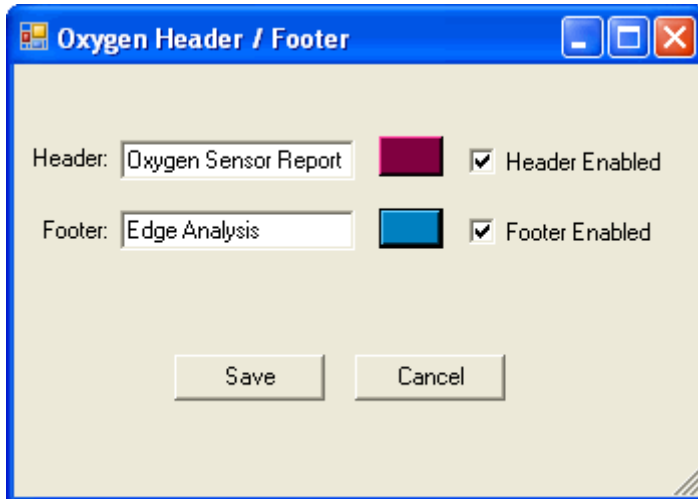 Oxygen Header / Footer
Header: Oxygen Sensor Report Header Enabled
Footer: Edge Analysis Footer Enabled
Save Cancel